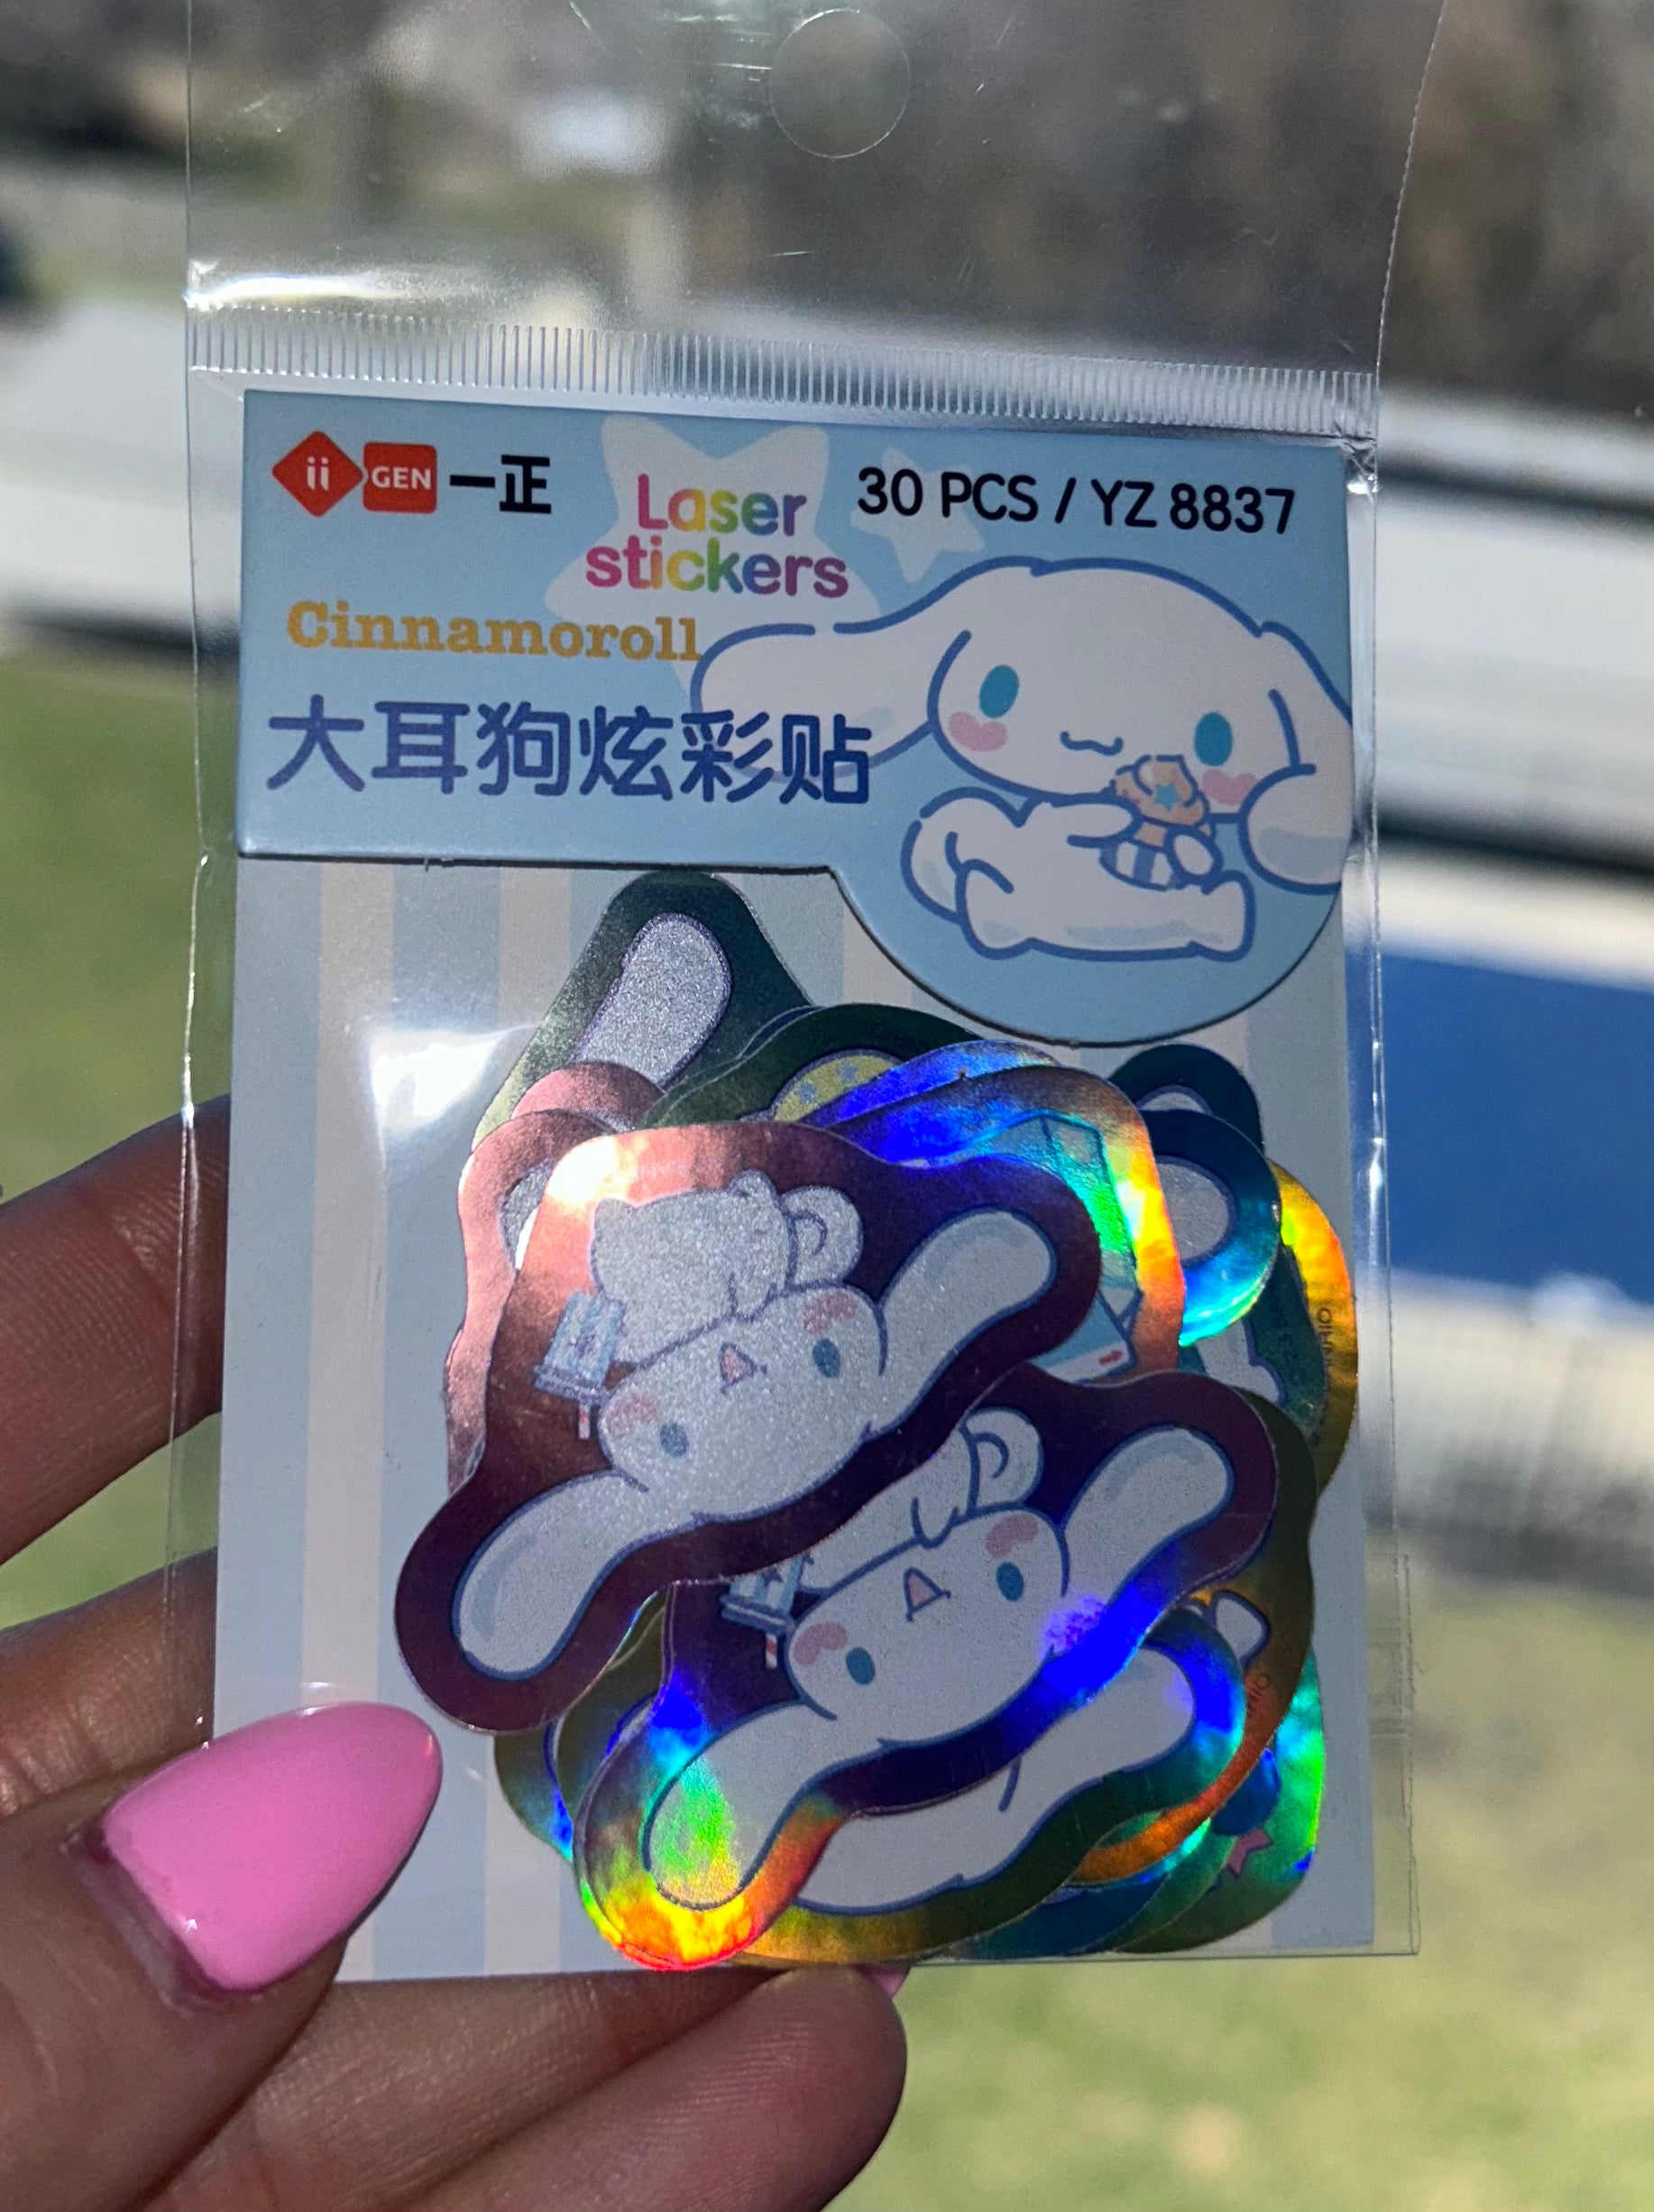 ii GEN 一正
Laser
stickers
30 PCS / YZ 8837
Cinnamoroll
大耳狗炫彩贴